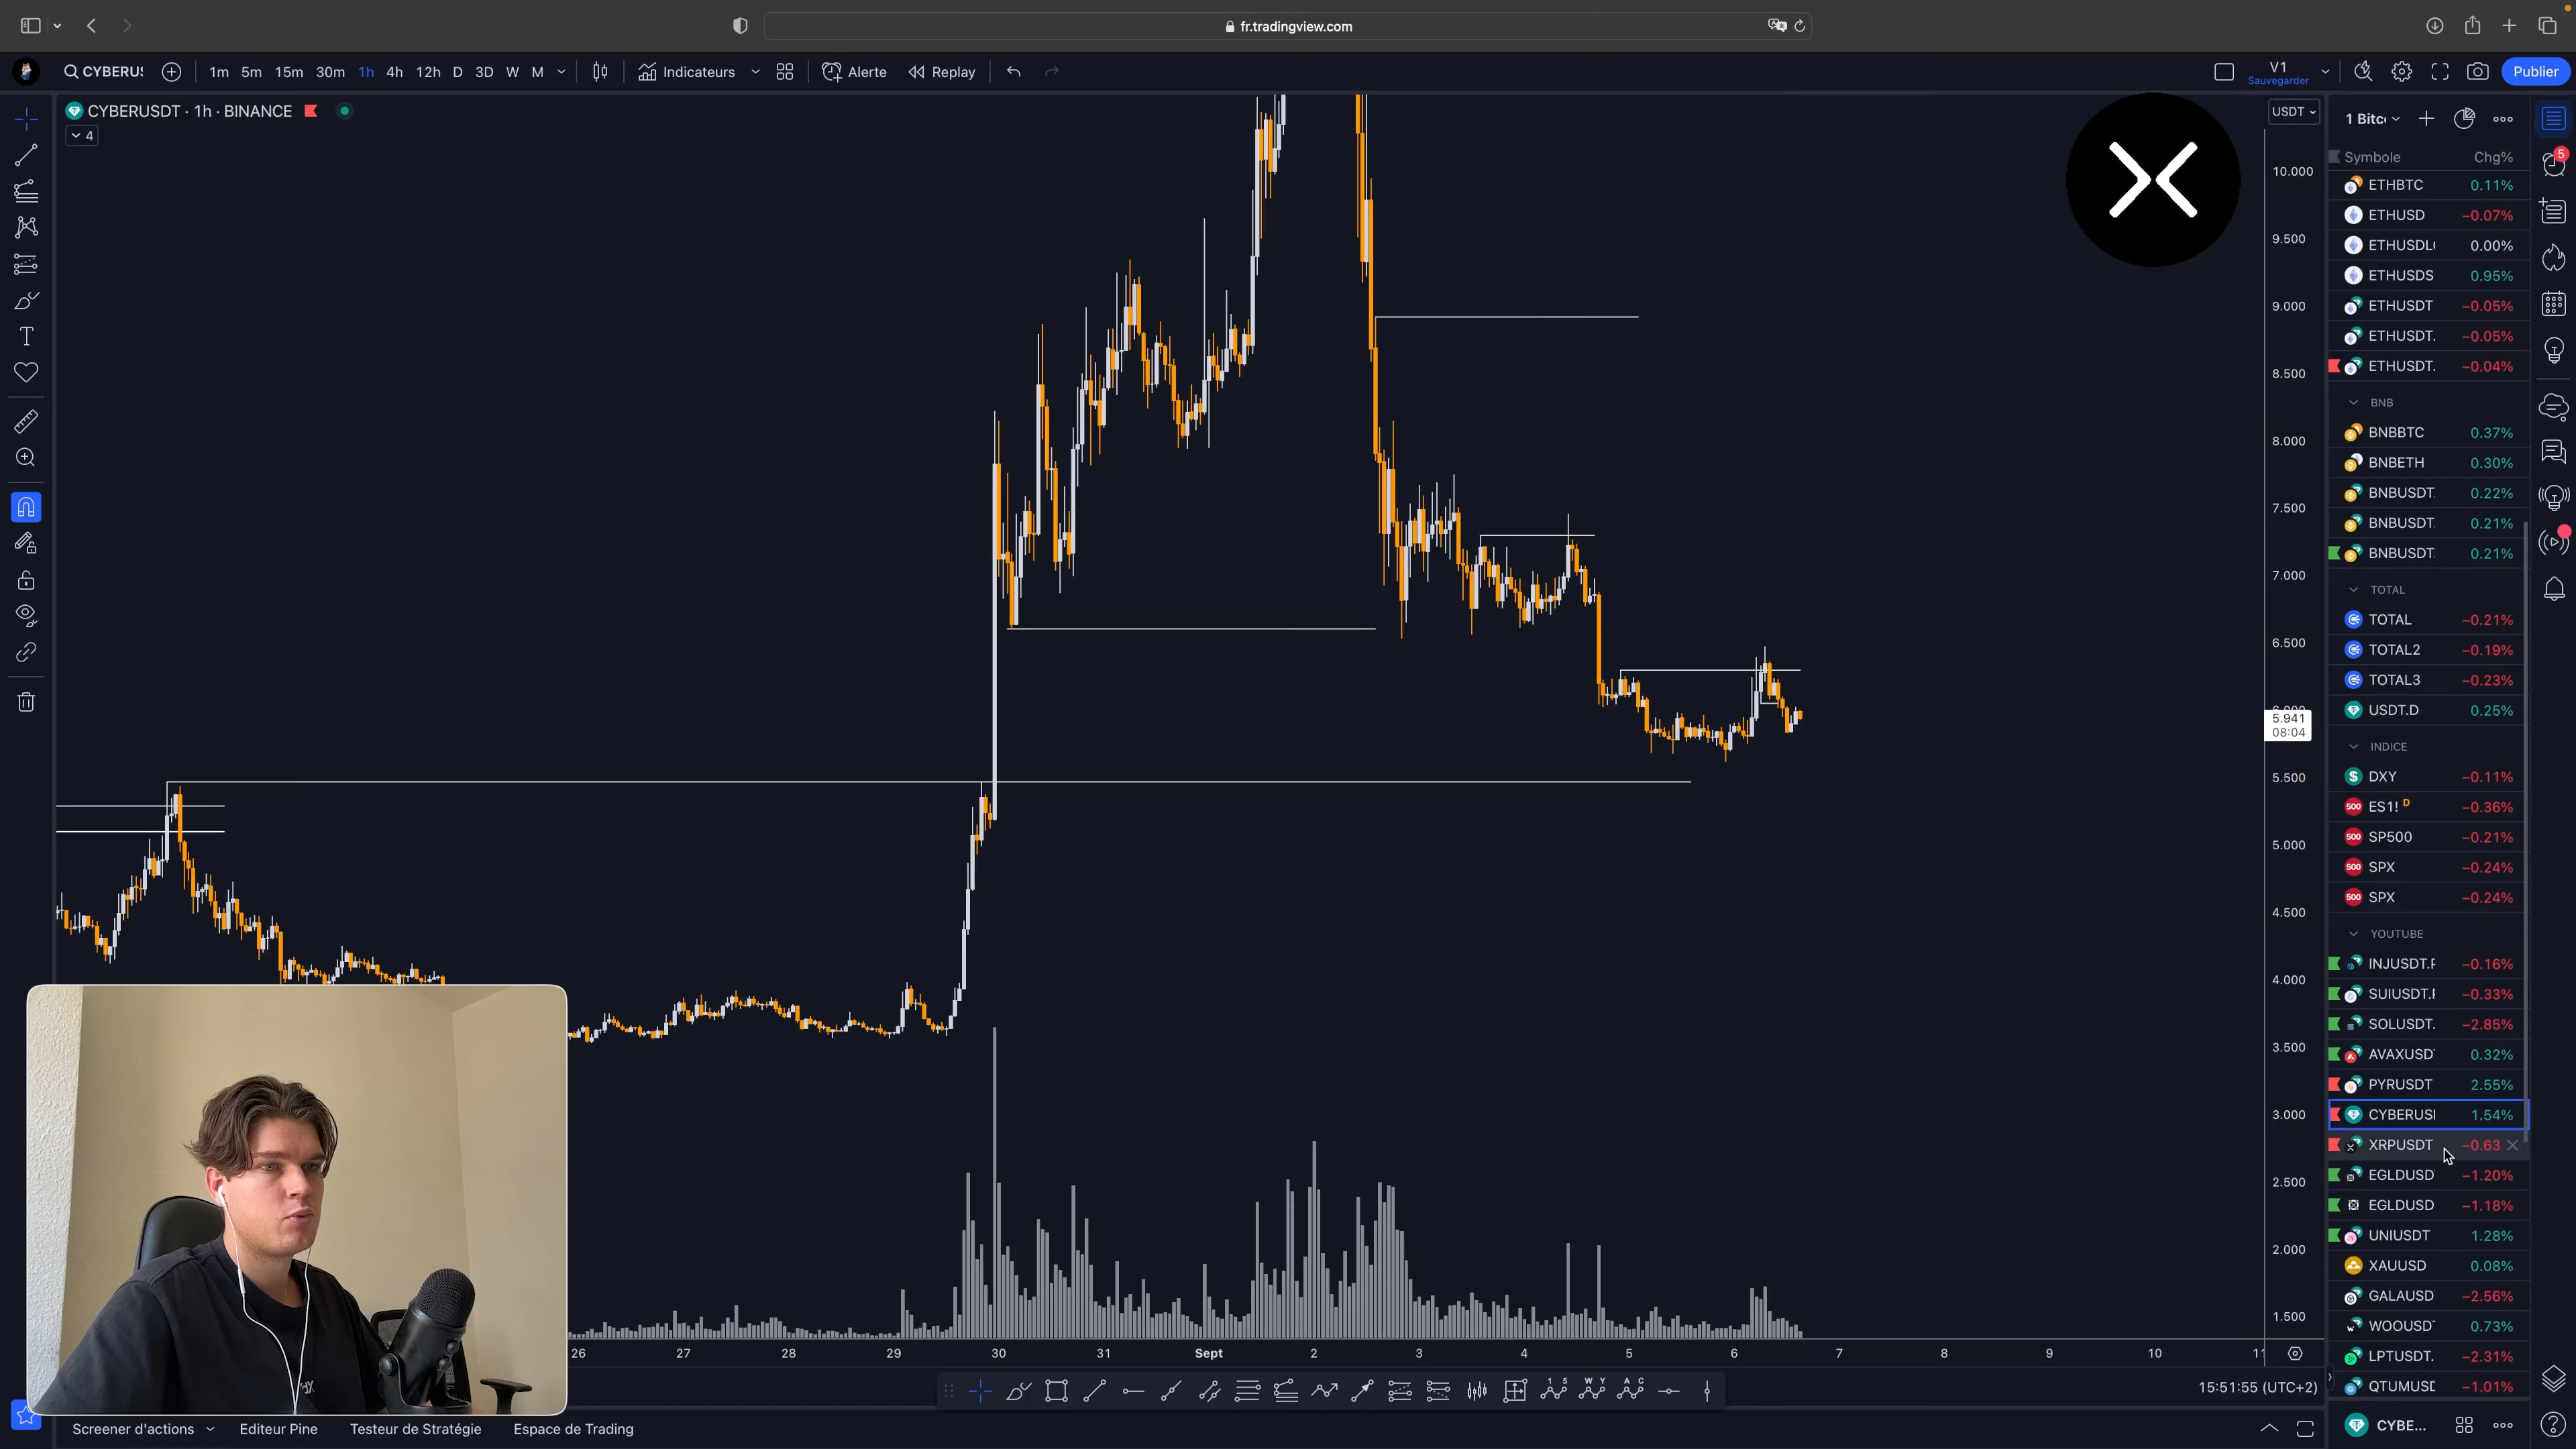 fr.tradingview.com
CYBERUS
1m 5m 15m 30m 1h 4h 12h D 3D W M
Indicateurs
Alerte
Replay
V1
Sauvegarder
Publier
CYBERUSDT · 1h · BINANCE
4
USDT
10.000
9.500
9.000
8.500
8.000
7.500
7.000
6.500
5.941
08:04
5.500
5.000
4.500
4.000
3.500
3.000
2.500
2.000
1.500
26 27 28 29 30 31 Sept 2 3 4 5 6 7 8 9 10 11
15:51:55 (UTC+2)
Screener d'actions
Editeur Pine
Testeur de Stratégie
Espace de Trading
1 Bitc
5
Symbole Chg%
ETHBTC 0.11%
ETHUSD −0.07%
ETHUSDL 0.00%
ETHUSDS 0.95%
ETHUSDT −0.05%
ETHUSDT. −0.05%
ETHUSDT. −0.04%
BNB
BNBBTC 0.37%
BNBETH 0.30%
BNBUSDT. 0.22%
BNBUSDT 0.21%
BNBUSDT 0.21%
TOTAL
TOTAL −0.21%
TOTAL2 −0.19%
TOTAL3 −0.23%
USDT.D 0.25%
INDICE
DXY −0.11%
ES1! D −0.36%
SP500 −0.21%
SPX −0.24%
SPX −0.24%
YOUTUBE
INJUSDT.F −0.16%
SUIUSDT.F −0.33%
SOLUSDT. −2.85%
AVAXUSDT 0.32%
PYRUSDT 2.55%
CYBERUSI 1.54%
XRPUSDT −0.63
EGLDUSD −1.20%
EGLDUSD −1.18%
UNIUSDT 1.28%
XAUUSD 0.08%
GALAUSD −2.56%
WOOUSDT 0.73%
LPTUSDT. −2.31%
QTUMUSD −1.01%
CYBE...